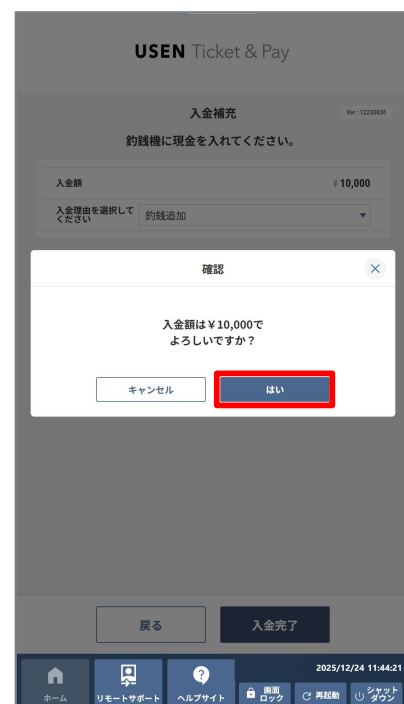 USEN Ticket & Pay
入金補充
Ver : 12230836
釣銭機に現金を入れてください。
入金額
¥ 10,000
入金理由を選択して
ください
釣銭追加
確認
入金額は¥10,000で
よろしいですか？
キャンセル
はい
戻る
入金完了
2025/12/24 11:44:21
ホーム
リモートサポート
ヘルプサイト
画面
ロック
再起動
シャット
ダウン